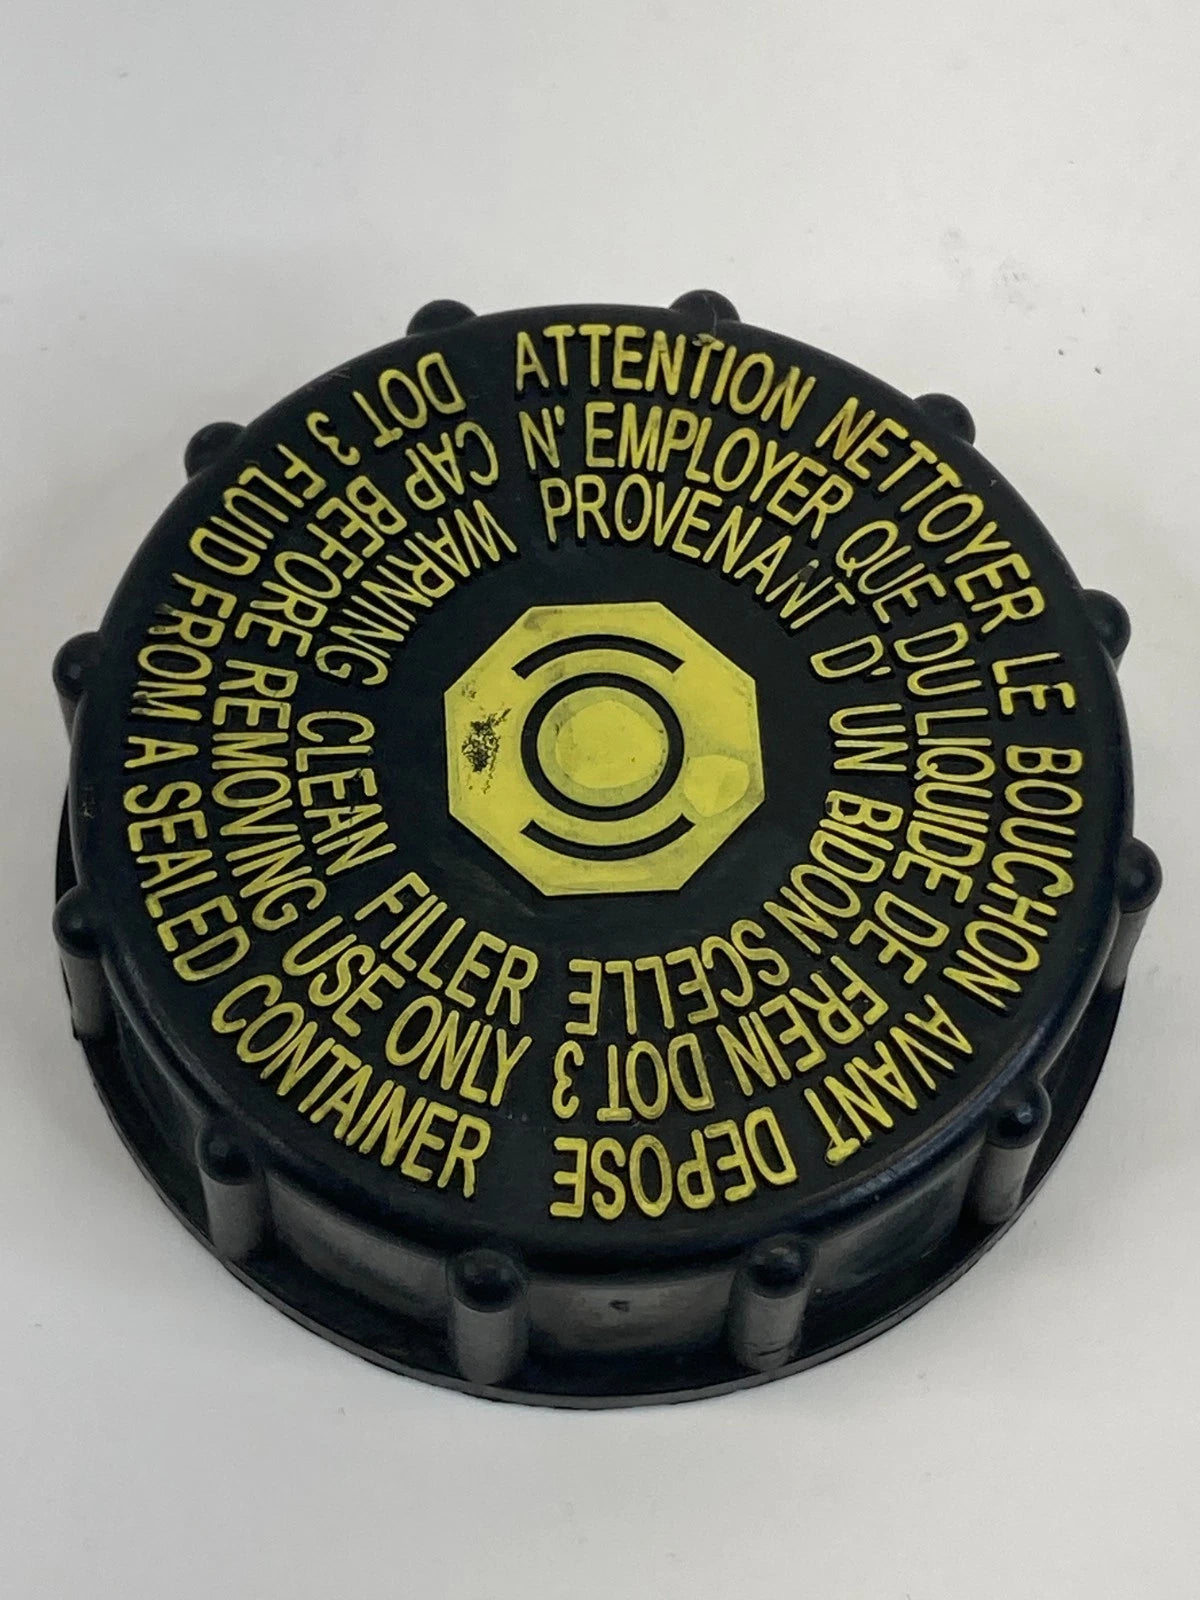 ATTENTION NETTOYER LE BOUCHON AVANT DEPOSE
N' EMPLOYER QUE DU LIQUIDE DE FREIN DOT 3
PROVENANT D' UN BIDON SCELLE
WARNING CLEAN FILLER
CAP BEFORE REMOVING USE ONLY
DOT 3 FLUID FROM A SEALED CONTAINER